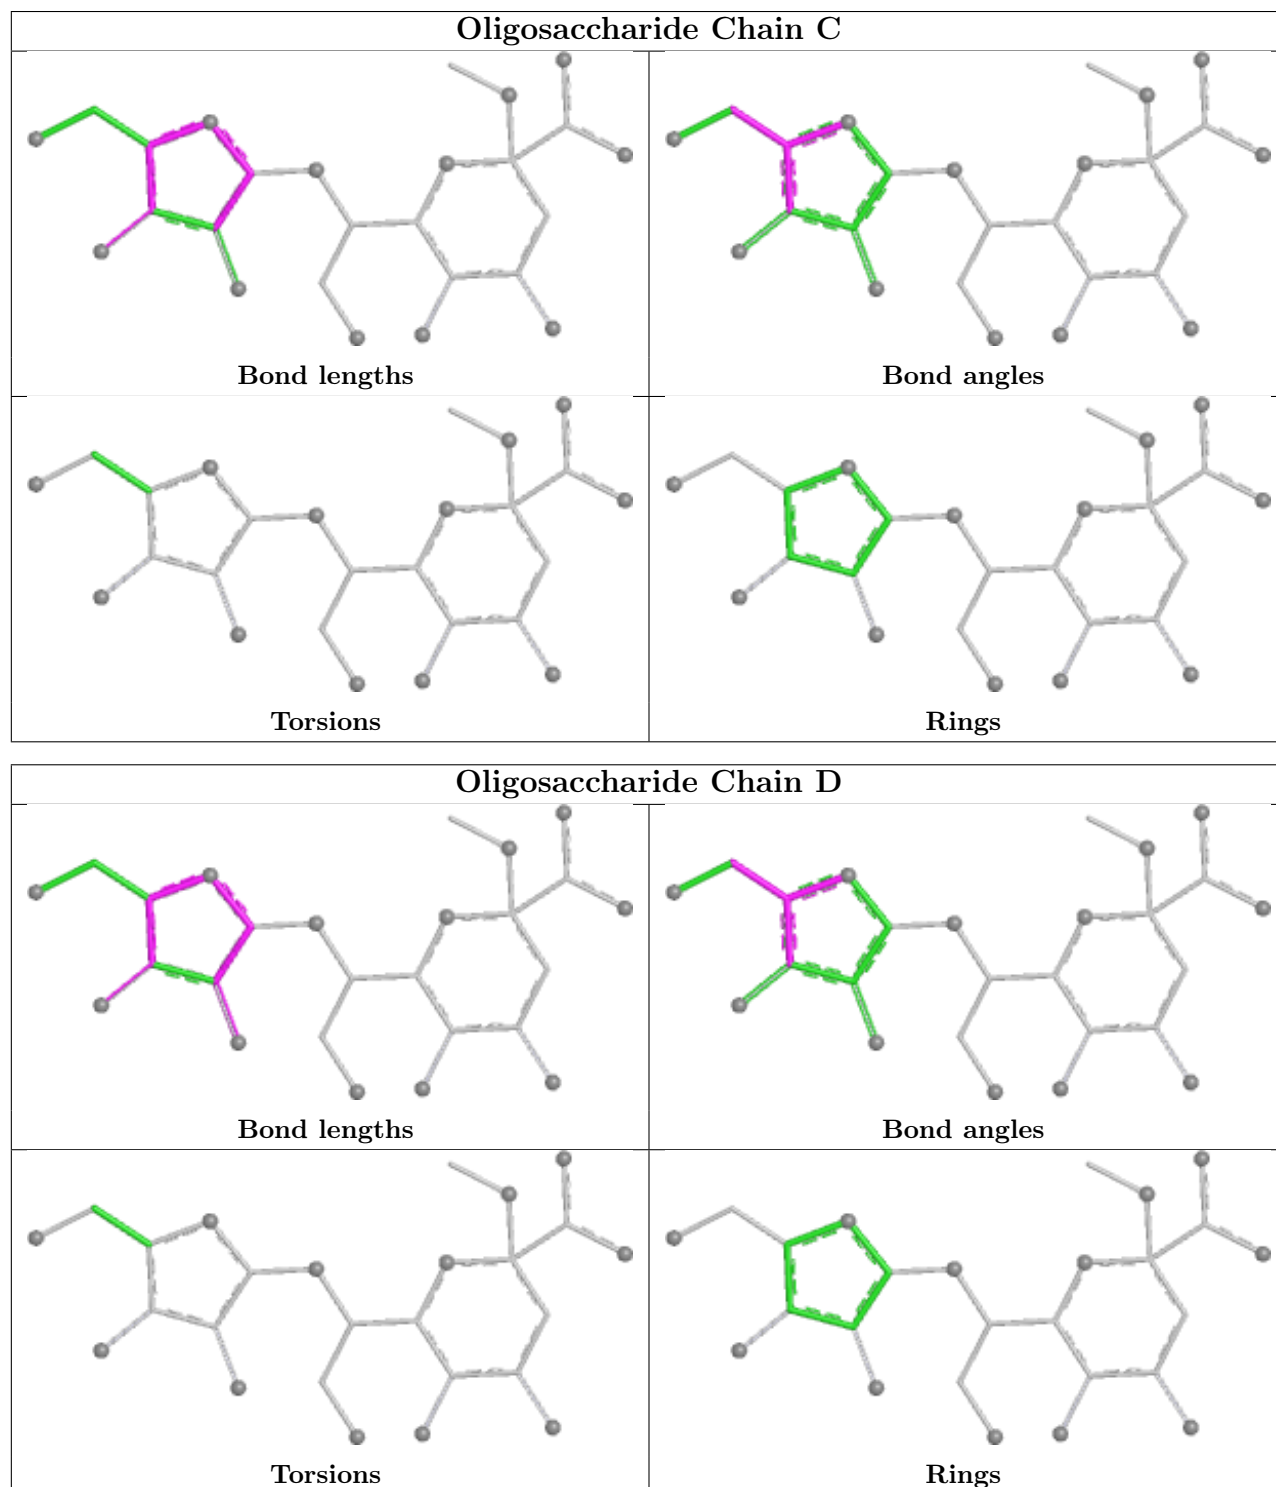 Oligosaccharide Chain C
Bond lengths
Bond angles
Torsions
Rings
Oligosaccharide Chain D
Bond lengths
Bond angles
Torsions
Rings